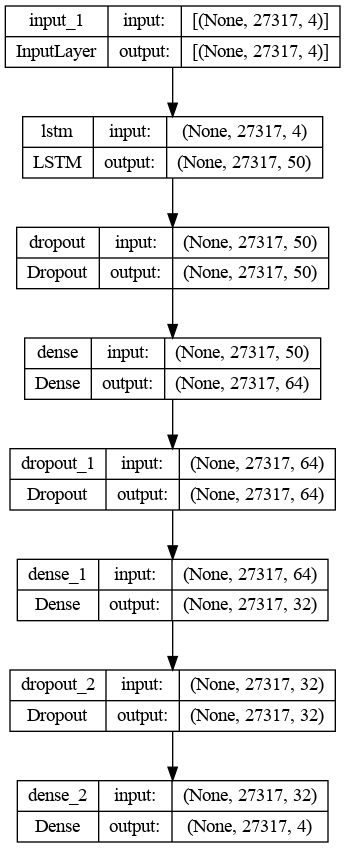 input_1 input: [(None, 27317, 4)]
InputLayer output: [(None, 27317, 4)]
lstm input: (None, 27317, 4)
LSTM output: (None, 27317, 50)
dropout input: (None, 27317, 50)
Dropout output: (None, 27317, 50)
dense input: (None, 27317, 50)
Dense output: (None, 27317, 64)
dropout_1 input: (None, 27317, 64)
Dropout output: (None, 27317, 64)
dense_1 input: (None, 27317, 64)
Dense output: (None, 27317, 32)
dropout_2 input: (None, 27317, 32)
Dropout output: (None, 27317, 32)
dense_2 input: (None, 27317, 32)
Dense output: (None, 27317, 4)